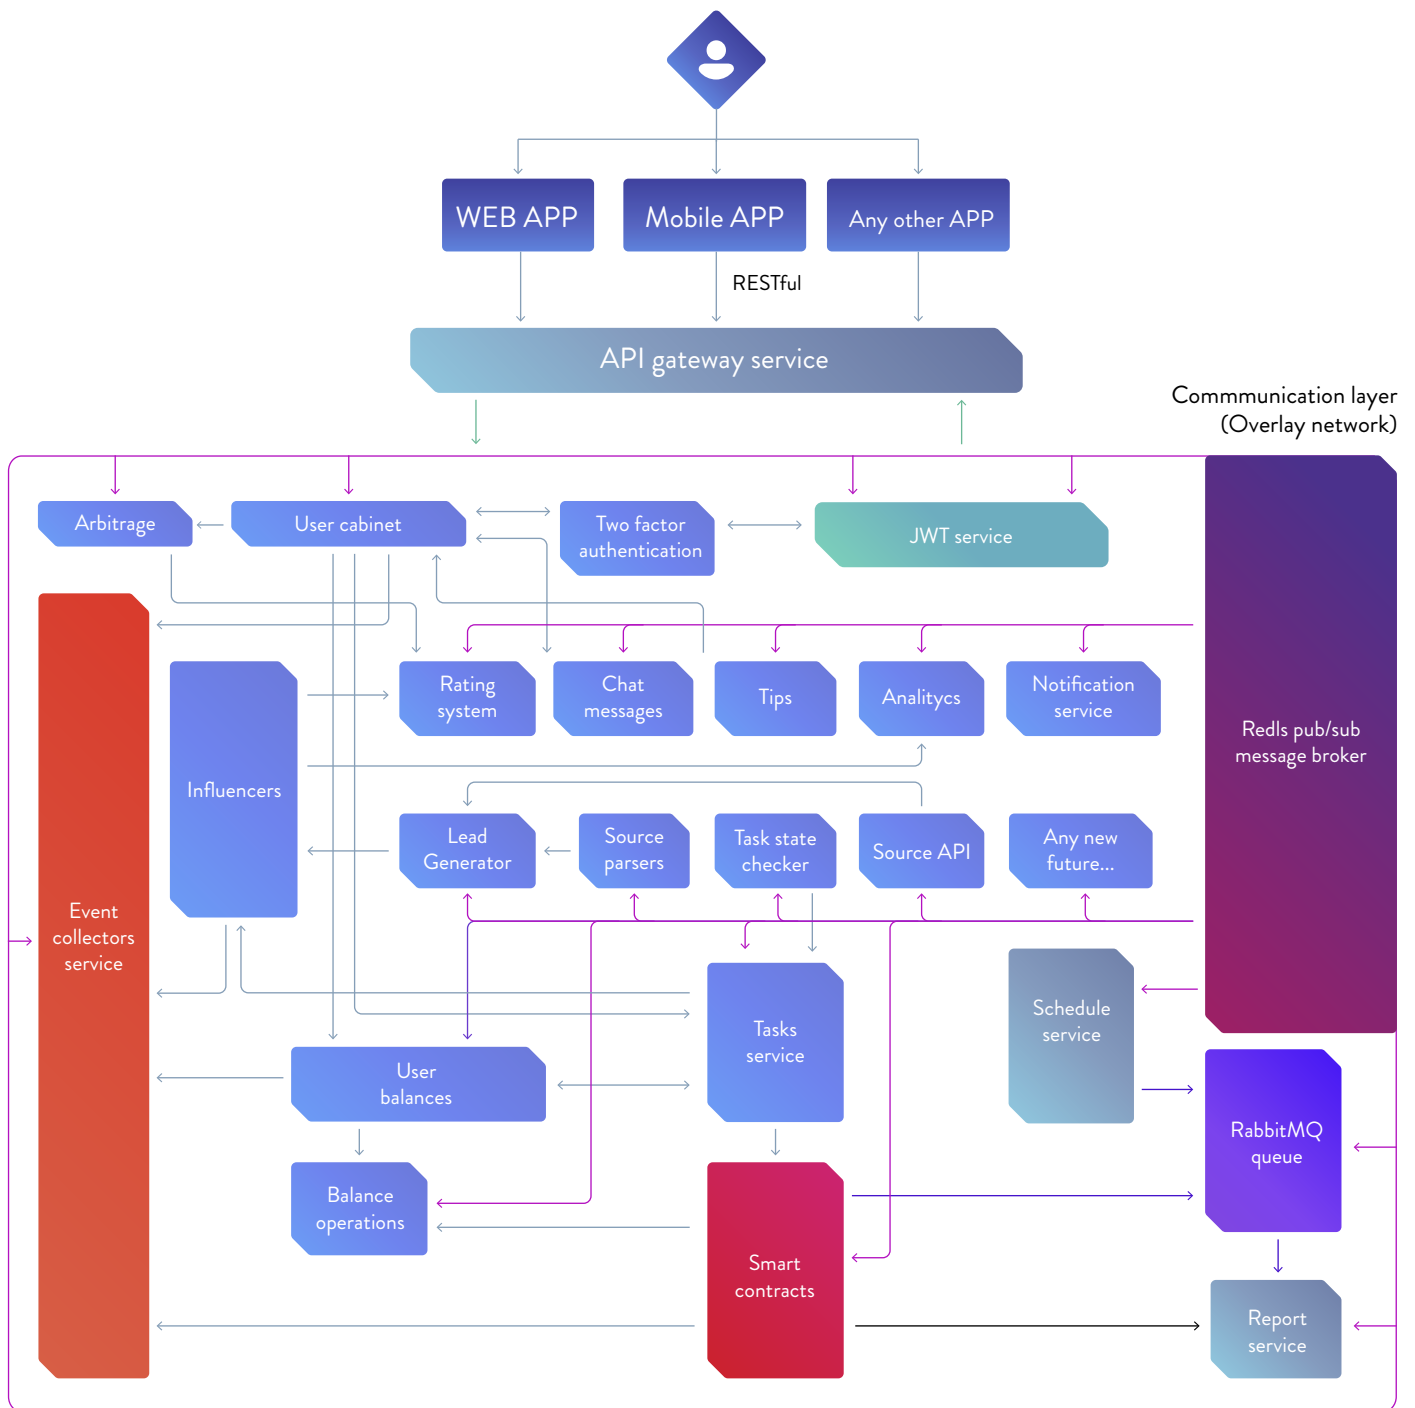 WEB APP
Mobile APP
Any other APP
RESTful
API gateway service
Commmunication layer
(Overlay network)
Arbitrage
User cabinet
Two factor
authentication
JWT service
Rating
system
Chat
messages
Tips
Analitycs
Notification
service
Redls pub/sub
message broker
Influencers
Lead
Generator
Source
parsers
Task state
checker
Source API
Any new
future...
Event
collectors
service
Schedule
service
Tasks
service
User
balances
RabbitMQ
queue
Balance
operations
Smart
contracts
Report
service